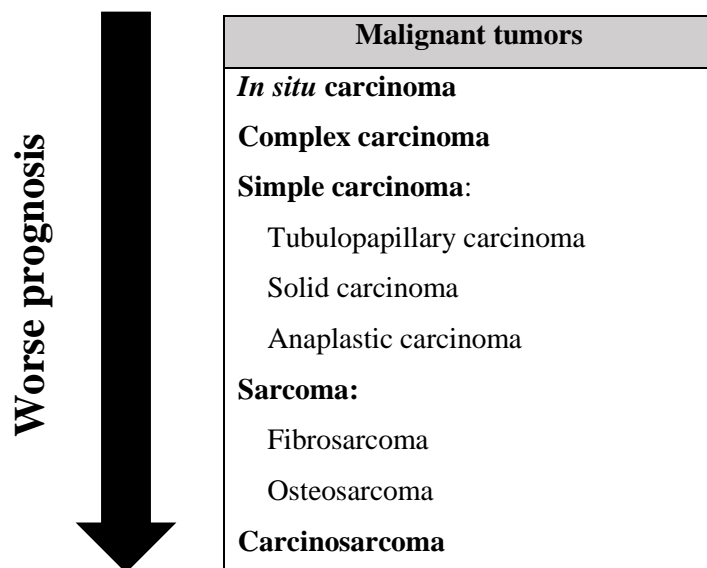 Worse prognosis
Malignant tumors
In situ carcinoma
Complex carcinoma
Simple carcinoma:
Tubulopapillary carcinoma
Solid carcinoma
Anaplastic carcinoma
Sarcoma:
Fibrosarcoma
Osteosarcoma
Carcinosarcoma